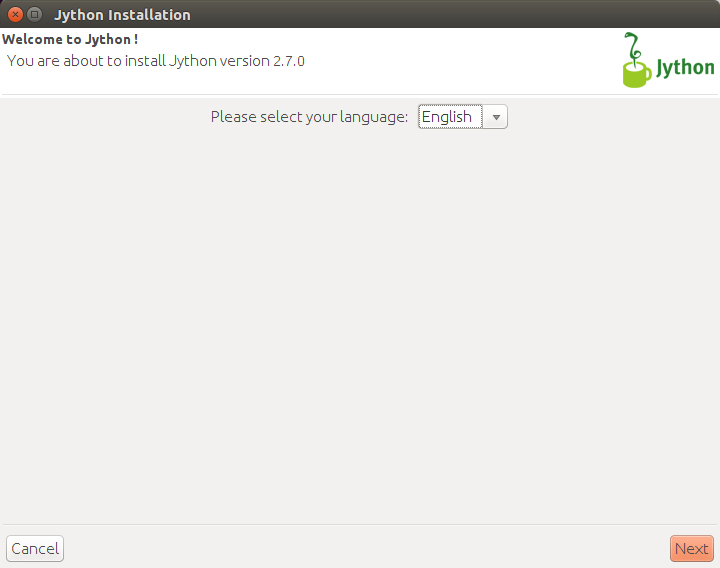 Jython Installation
Welcome to Jython !
You are about to install Jython version 2.7.0
Jython
Please select your language: English
Cancel
Next